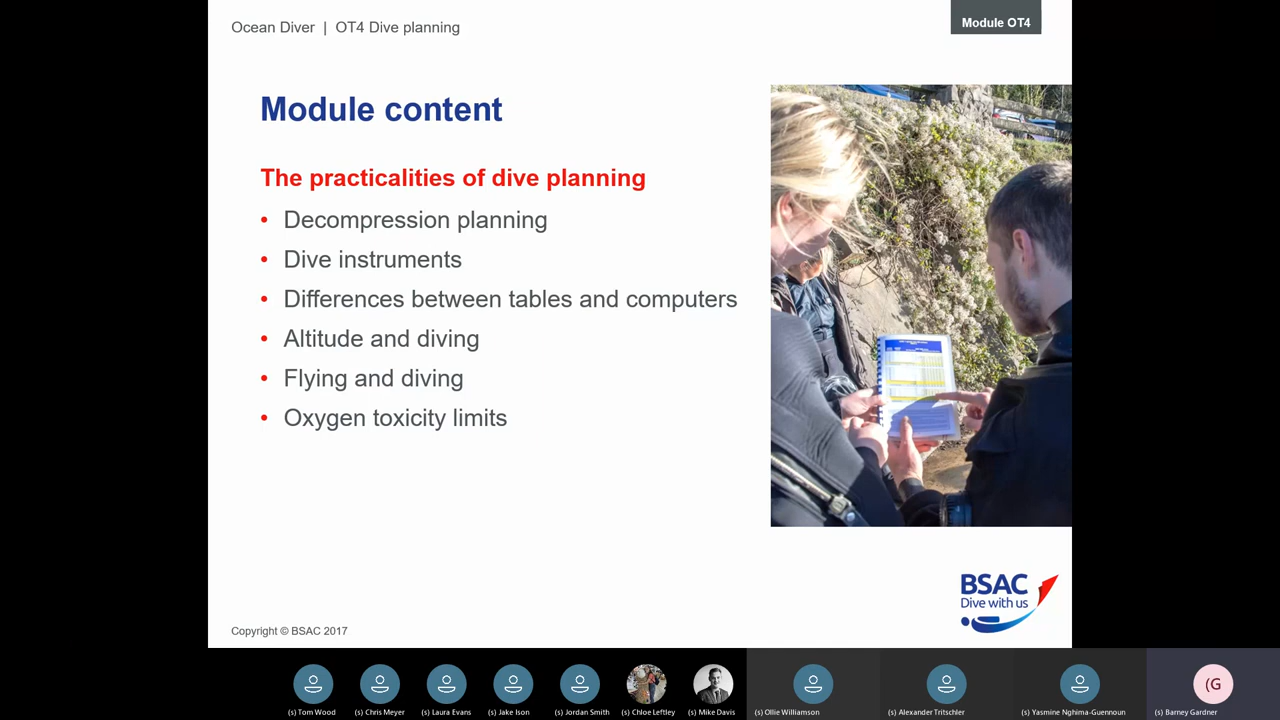 Ocean Diver | OT4 Dive planning
Module OT4
Module content
The practicalities of dive planning
• Decompression planning
• Dive instruments
• Differences between tables and computers
• Altitude and diving
• Flying and diving
• Oxygen toxicity limits
BSAC
Dive with us
Copyright © BSAC 2017
(G
(s) Tom Wood
(s) Chris Meyer
(s) Laura Evans
(s) Jake Ison
(s) Jordan Smith
(s) Chloe Leftley
(s) Mike Davis
(s) Ollie Williamson
(s) Alexander Tritschler
(s) Yasmine Nghima-Guennoun
(s) Barney Gardner